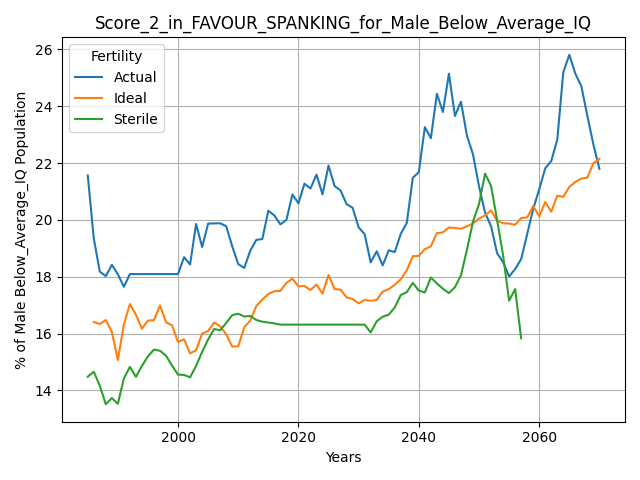 Score_2_in_FAVOUR_SPANKING_for_Male_Below_Average_IQ
% of Male Below_Average_IQ Population
Fertility
Actual
Ideal
Sterile
26
24
22
20
18
16
14
2000 2020 2040 2060
Years